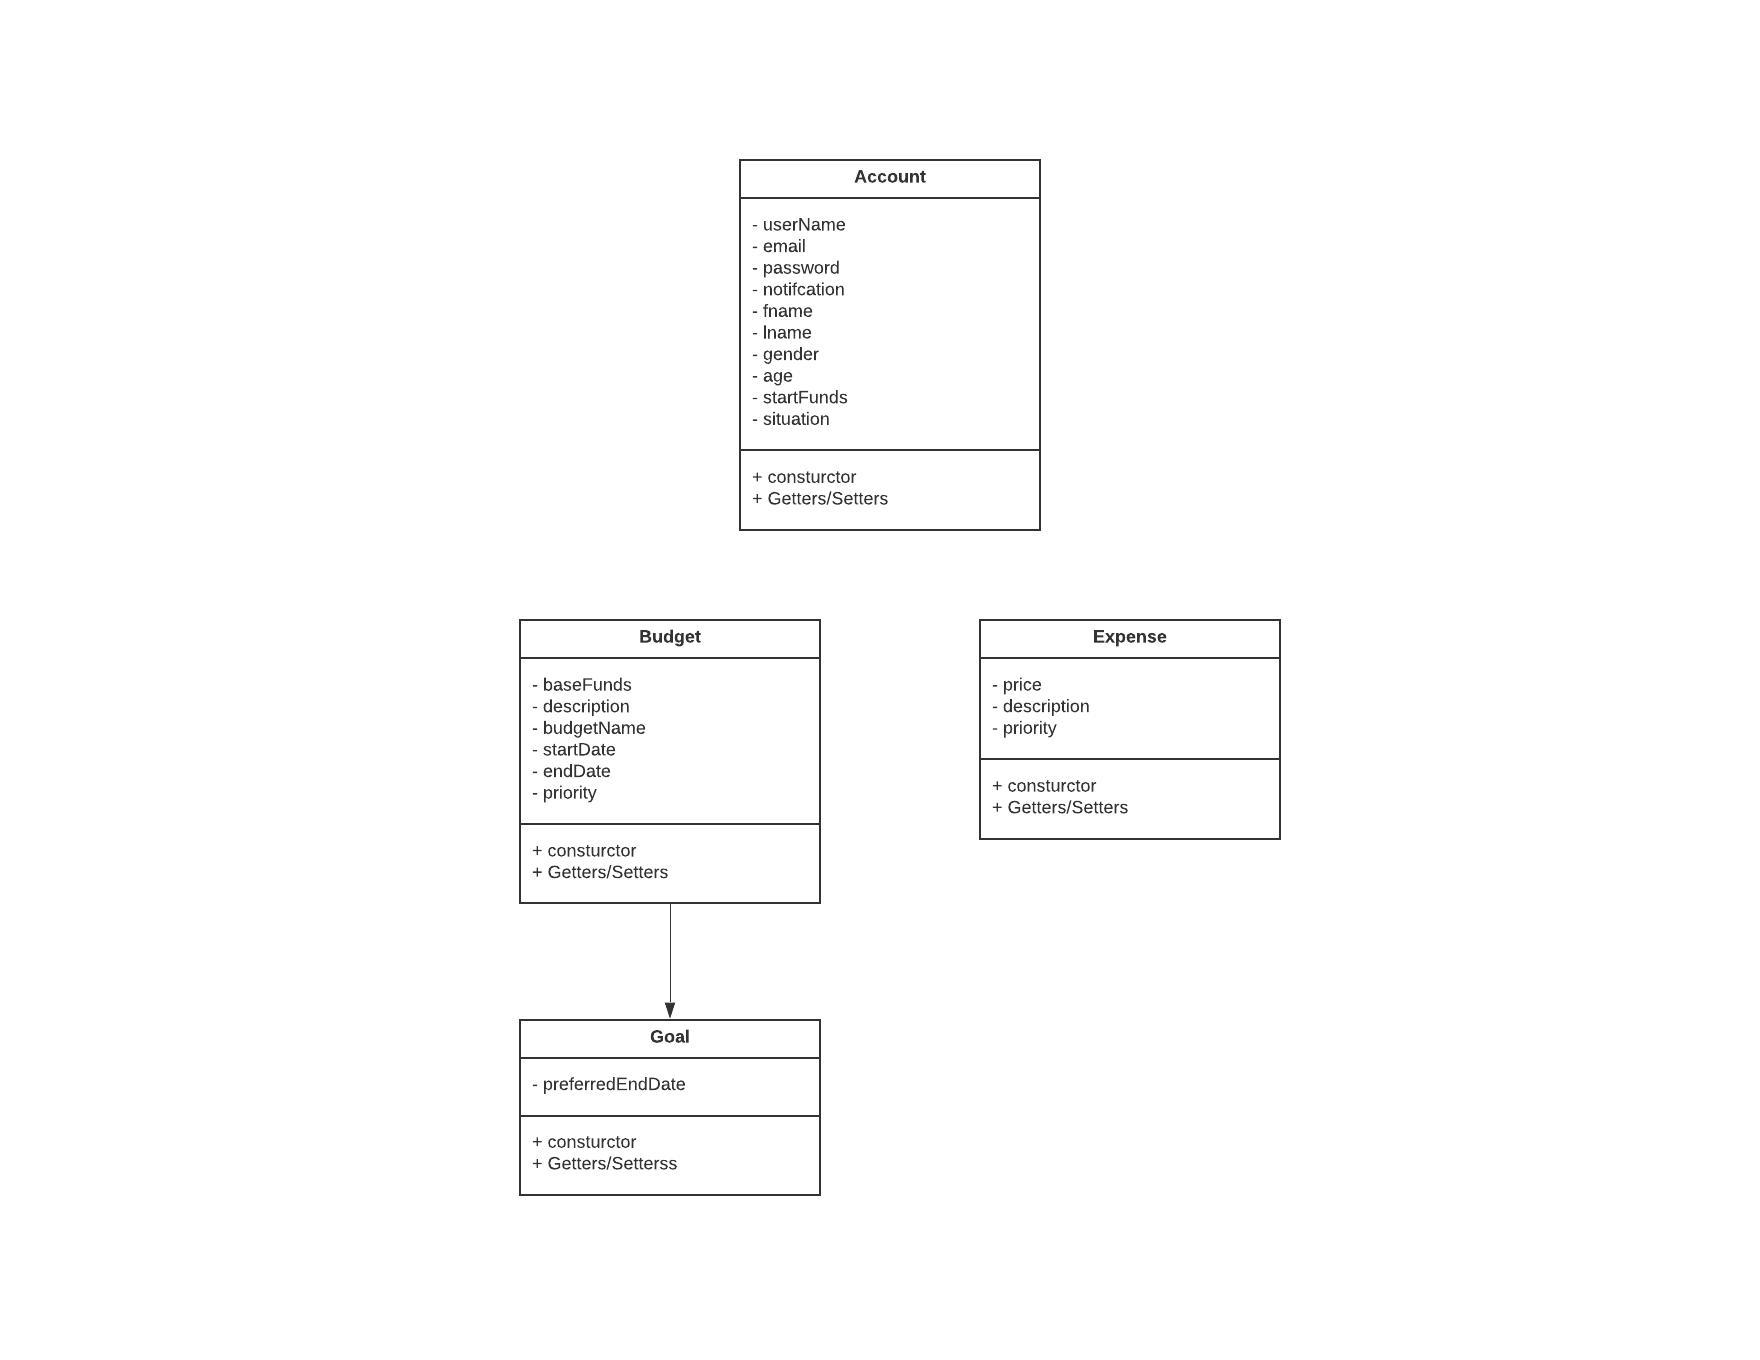 Account
- userName
- email
- password
- notifcation
- fname
- lname
- gender
- age
- startFunds
- situation
+ consturctor
+ Getters/Setters
Budget
- baseFunds
- description
- budgetName
- startDate
- endDate
- priority
+ consturctor
+ Getters/Setters
Expense
- price
- description
- priority
+ consturctor
+ Getters/Setters
Goal
- preferredEndDate
+ consturctor
+ Getters/Setterss